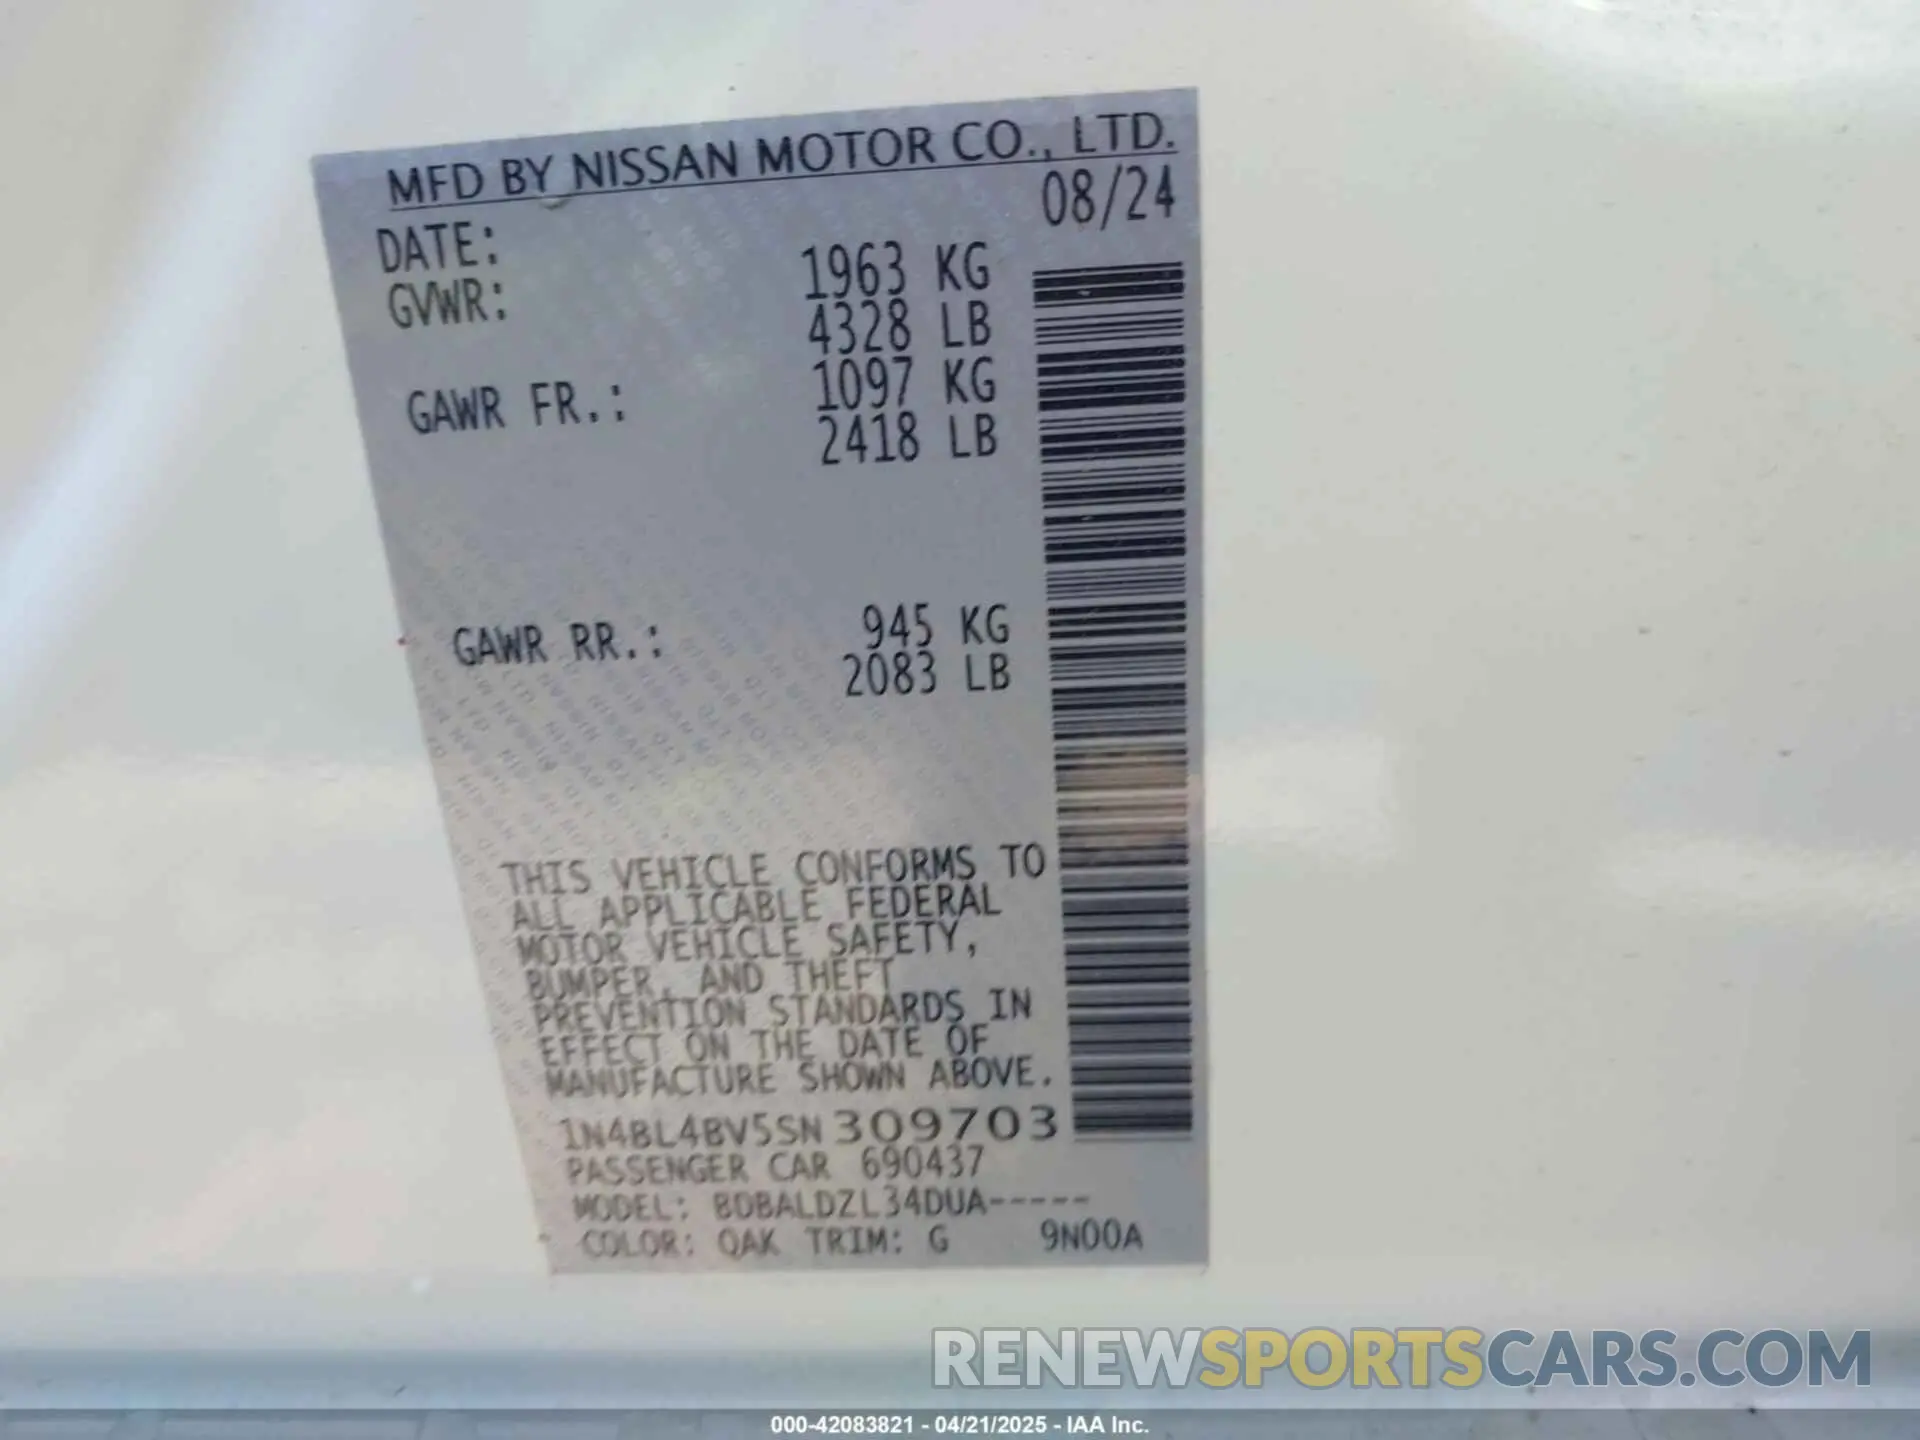 MFD BY NISSAN MOTOR CO., LTD.
DATE: 08/24
GVWR: 1963 KG
4328 LB
GAWR FR.: 1097 KG
2418 LB
GAWR RR.: 945 KG
2083 LB
THIS VEHICLE CONFORMS TO
ALL APPLICABLE FEDERAL
MOTOR VEHICLE SAFETY,
BUMPER, AND THEFT
PREVENTION STANDARDS IN
EFFECT ON THE DATE OF
MANUFACTURE SHOWN ABOVE.
1N4BL4BV5SN309703
PASSENGER CAR 690437
MODEL: BDBALDZL34DUA-----
COLOR: QAK TRIM: G 9N00A
RENEWSPORTSCARS.COM
000-42083821 - 04/21/2025 - IAA Inc.